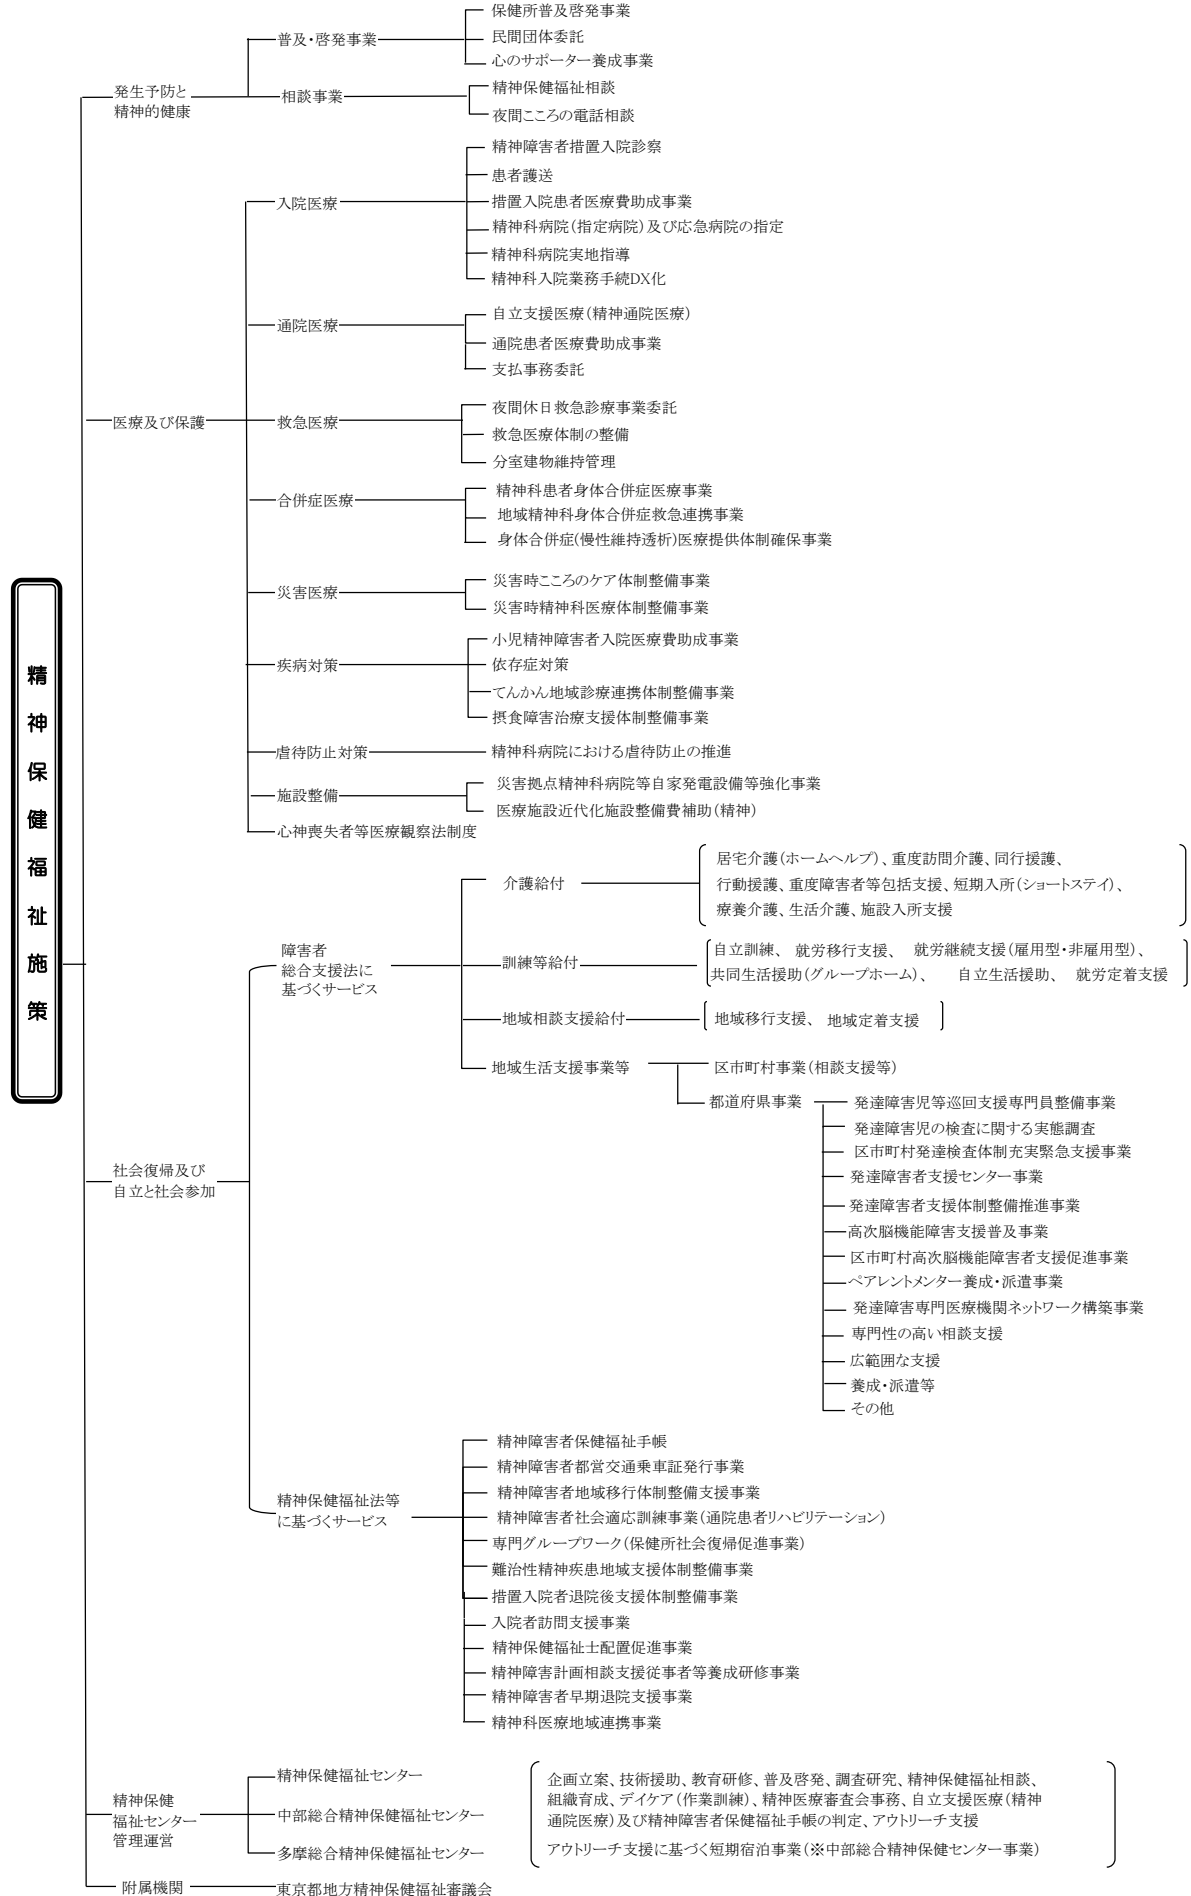 精神保健福祉施策
発生予防と
精神的健康
普及・啓発事業
保健所普及啓発事業
民間団体委託
心のサポーター養成事業
相談事業
精神保健福祉相談
夜間こころの電話相談
医療及び保護
入院医療
精神障害者措置入院診察
患者護送
措置入院患者医療費助成事業
精神科病院(指定病院)及び応急病院の指定
精神科病院実地指導
精神科入院業務手続DX化
通院医療
自立支援医療(精神通院医療)
通院患者医療費助成事業
支払事務委託
救急医療
夜間休日救急診療事業委託
救急医療体制の整備
分室建物維持管理
合併症医療
精神科患者身体合併症医療事業
地域精神科身体合併症救急連携事業
身体合併症(慢性維持透析)医療提供体制確保事業
災害医療
災害時こころのケア体制整備事業
災害時精神科医療体制整備事業
疾病対策
小児精神障害者入院医療費助成事業
依存症対策
てんかん地域診療連携体制整備事業
摂食障害治療支援体制整備事業
虐待防止対策
精神科病院における虐待防止の推進
施設整備
災害拠点精神科病院等自家発電設備等強化事業
医療施設近代化施設整備費補助(精神)
心神喪失者等医療観察法制度
社会復帰及び
自立と社会参加
障害者
総合支援法に
基づくサービス
介護給付
居宅介護(ホームヘルプ)、重度訪問介護、同行援護、
行動援護、重度障害者等包括支援、短期入所(ショートステイ)、
療養介護、生活介護、施設入所支援
訓練等給付
自立訓練、 就労移行支援、 就労継続支援(雇用型・非雇用型)、
共同生活援助(グループホーム)、 自立生活援助、 就労定着支援
地域相談支援給付
地域移行支援、 地域定着支援
地域生活支援事業等
区市町村事業(相談支援等)
都道府県事業
発達障害児等巡回支援専門員整備事業
発達障害児の検査に関する実態調査
区市町村発達検査体制充実緊急支援事業
発達障害者支援センター事業
発達障害者支援体制整備推進事業
高次脳機能障害支援普及事業
区市町村高次脳機能障害者支援促進事業
ペアレントメンター養成・派遣事業
発達障害専門医療機関ネットワーク構築事業
専門性の高い相談支援
広範囲な支援
養成・派遣等
その他
精神保健福祉法等
に基づくサービス
精神障害者保健福祉手帳
精神障害者都営交通乗車証発行事業
精神障害者地域移行体制整備支援事業
精神障害者社会適応訓練事業(通院患者リハビリテーション)
専門グループワーク(保健所社会復帰促進事業)
難治性精神疾患地域支援体制整備事業
措置入院者退院後支援体制整備事業
入院者訪問支援事業
精神保健福祉士配置促進事業
精神障害計画相談支援従事者等養成研修事業
精神障害者早期退院支援事業
精神科医療地域連携事業
精神保健
福祉センター
管理運営
精神保健福祉センター
中部総合精神保健福祉センター
多摩総合精神保健福祉センター
企画立案、技術援助、教育研修、普及啓発、調査研究、精神保健福祉相談、
組織育成、デイケア(作業訓練)、精神医療審査会事務、自立支援医療(精神
通院医療)及び精神障害者保健福祉手帳の判定、アウトリーチ支援
アウトリーチ支援に基づく短期宿泊事業(※中部総合精神保健センター事業)
附属機関
東京都地方精神保健福祉審議会